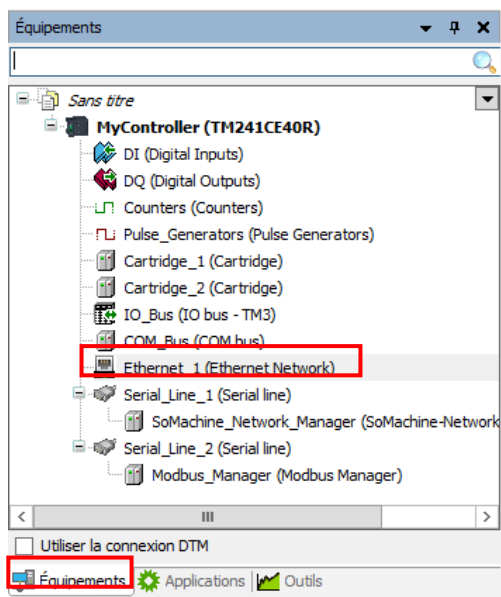 Équipements
Sans titre
MyController (TM241CE40R)
DI (Digital Inputs)
DQ (Digital Outputs)
Counters (Counters)
Pulse_Generators (Pulse Generators)
Cartridge_1 (Cartridge)
Cartridge_2 (Cartridge)
IO_Bus (IO bus - TM3)
COM_Bus (COM bus)
Ethernet_1 (Ethernet Network)
Serial_Line_1 (Serial line)
SoMachine_Network_Manager (SoMachine-Network
Serial_Line_2 (Serial line)
Modbus_Manager (Modbus Manager)
Utiliser la connexion DTM
Équipements Applications Outils